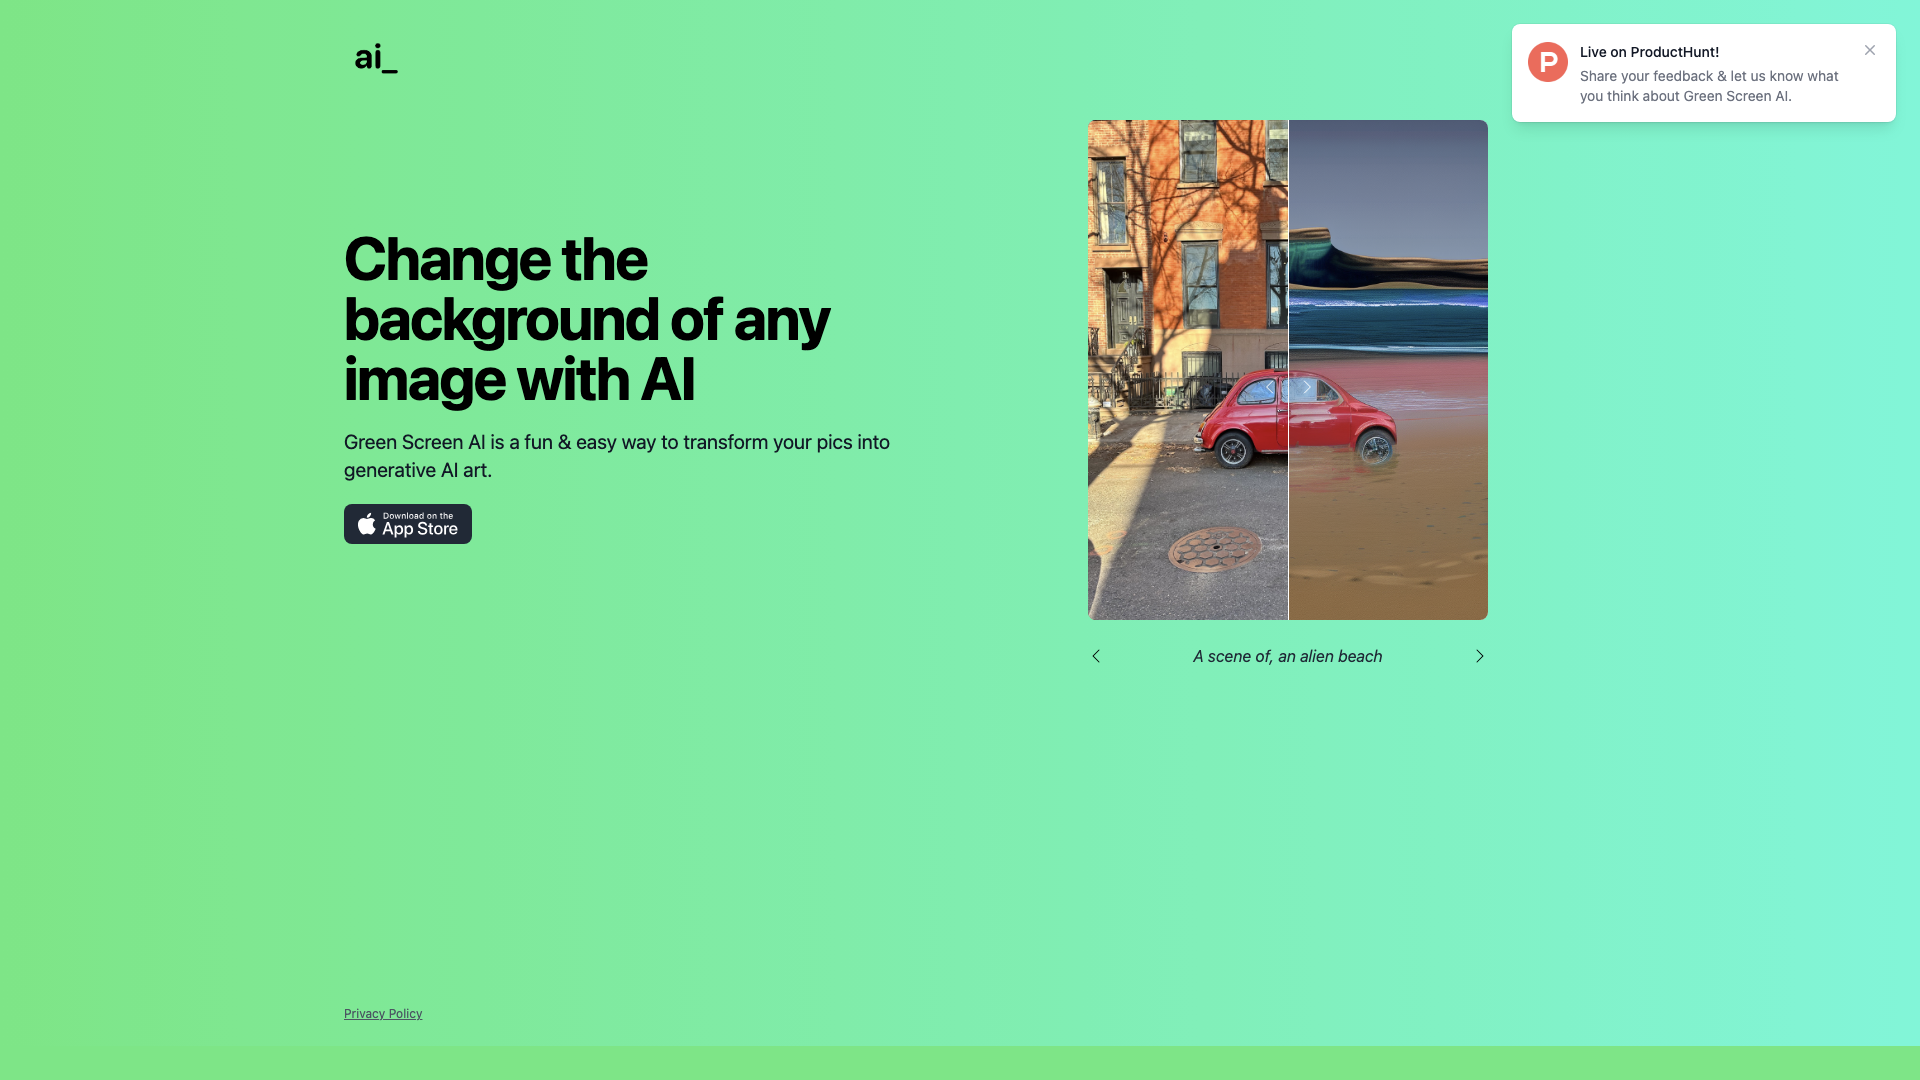 ai_
Live on ProductHunt!
Share your feedback & let us know what
you think about Green Screen AI.
Change the
background of any
image with AI
Green Screen AI is a fun & easy way to transform your pics into
generative AI art.
Download on the
App Store
A scene of, an alien beach
Privacy Policy